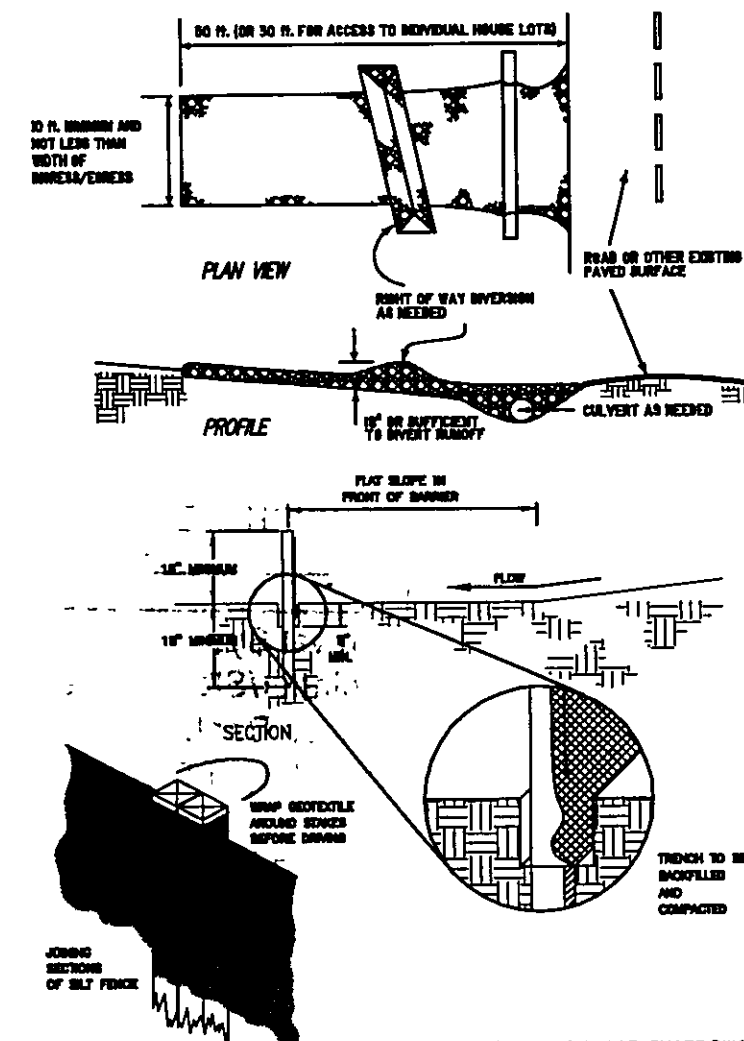 50 ft. (OR 30 ft. FOR ACCESS TO INDIVIDUAL HOUSE LOTS)
10 ft. MINIMUM AND
NOT LESS THAN
WIDTH OF
INGRESS/EGRESS
PLAN VIEW
RIGHT OF WAY DIVERSION
AS NEEDED
ROAD OR OTHER EXISTING
PAVED SURFACE
PROFILE
OR SUFFICIENT
TO DIVERT RUNOFF
CULVERT AS NEEDED
FLAT SLOPE IN
FRONT OF BARRIER
MINIMUM
FLOW
MINIMUM
MIN.
SECTION
WRAP GEOTEXTILE
AROUND STAKES
BEFORE DRIVING
TRENCH TO
BACKFILLED
AND
COMPACTED
JOINING
SECTIONS
OF SILT FENCE